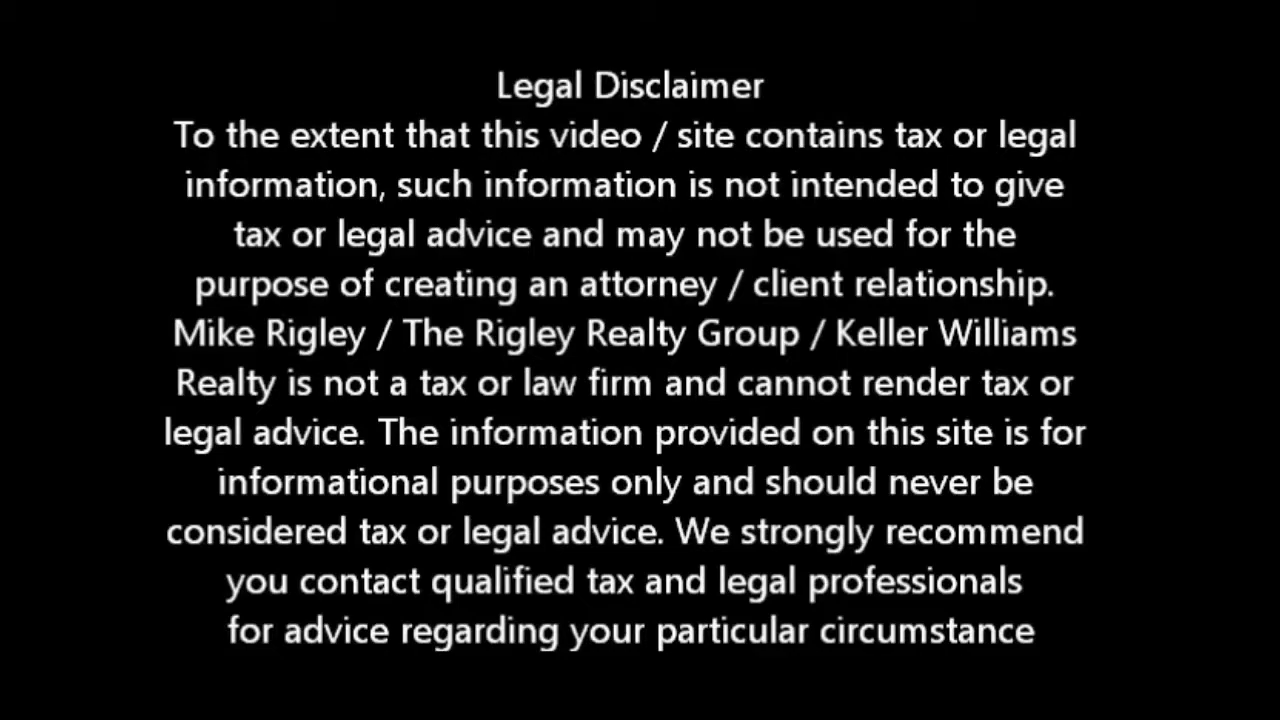 Legal Disclaimer
To the extent that this video / site contains tax or legal
information, such information is not intended to give
tax or legal advice and may not be used for the
purpose of creating an attorney / client relationship.
Mike Rigley / The Rigley Realty Group / Keller Williams
Realty is not a tax or law firm and cannot render tax or
legal advice. The information provided on this site is for
informational purposes only and should never be
considered tax or legal advice. We strongly recommend
you contact qualified tax and legal professionals
for advice regarding your particular circumstance